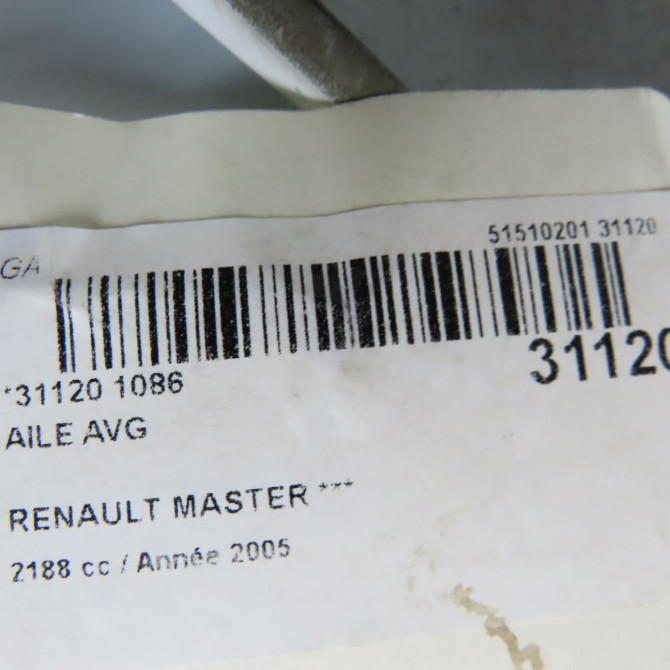 51510201 31120
GA
31120
*31120 1086
AILE AVG
RENAULT MASTER ***
2188 cc / Année 2005